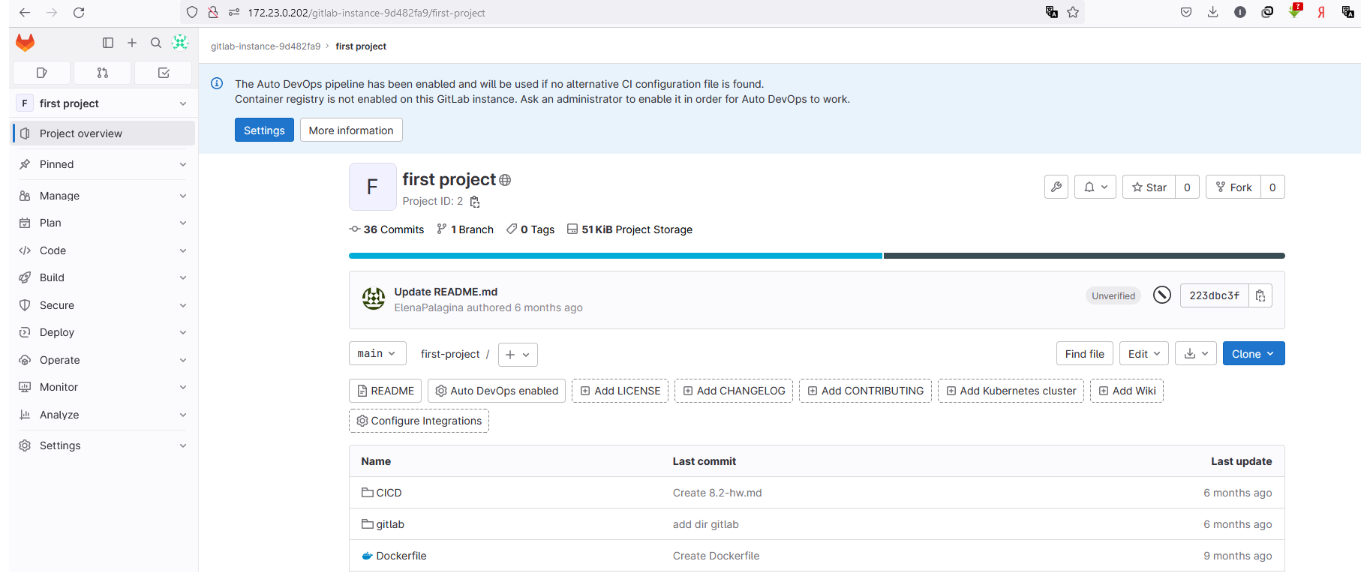 172.23.0.202/gitlab-instance-9d482fa9/first-project
gitlab-instance-9d482fa9 › first project
The Auto DevOps pipeline has been enabled and will be used if no alternative CI configuration file is found.
Container registry is not enabled on this GitLab instance. Ask an administrator to enable it in order for Auto DevOps to work.
Settings More information
F first project
Project overview
Pinned
Manage
Plan
Code
Build
Secure
Deploy
Operate
Monitor
Analyze
Settings
F first project
Project ID: 2
Star 0 Fork 0
36 Commits 1 Branch 0 Tags 51 KiB Project Storage
Update README.md
ElenaPalagina authored 6 months ago
Unverified 223dbc3f
main first-project / + Find file Edit Clone
README Auto DevOps enabled Add LICENSE Add CHANGELOG Add CONTRIBUTING Add Kubernetes cluster Add Wiki
Configure Integrations
Name Last commit Last update
CICD Create 8.2-hw.md 6 months ago
gitlab add dir gitlab 6 months ago
Dockerfile Create Dockerfile 9 months ago